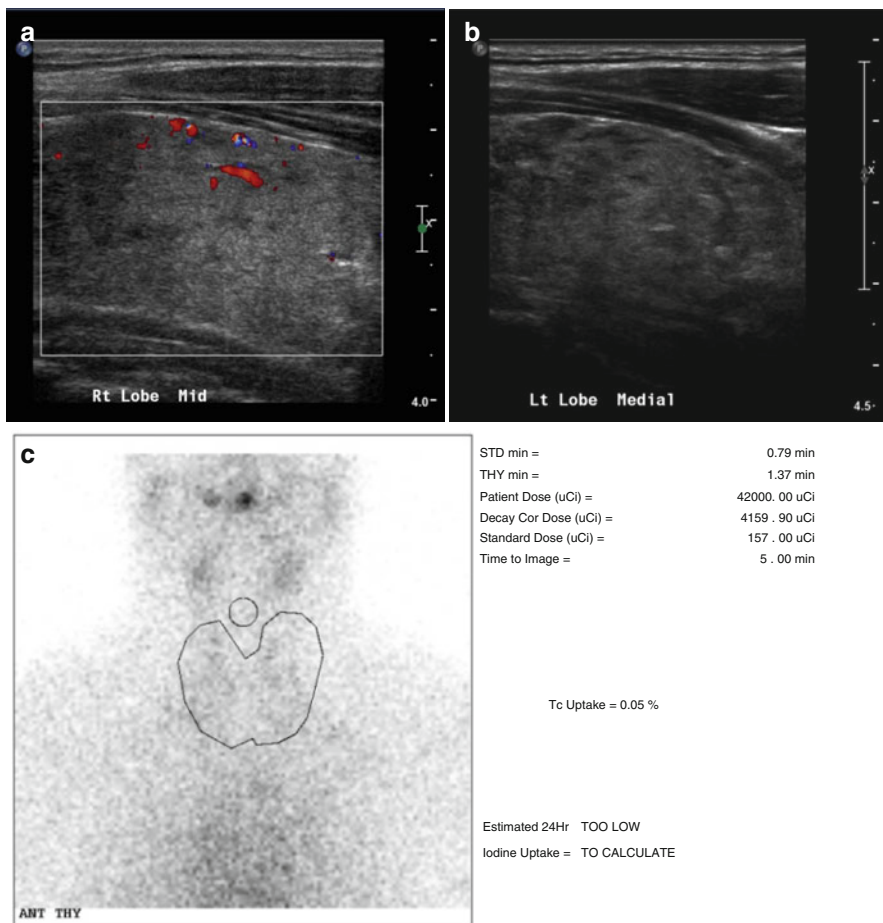 a
P
Rt Lobe Mid
x
4.0-
b
P
Lt Lobe Medial
x
4.5-
c
ANT THY
STD min = 0.79 min
THY min = 1.37 min
Patient Dose (uCi) = 42000. 00 uCi
Decay Cor Dose (uCi) = 4159 . 90 uCi
Standard Dose (uCi) = 157 . 00 uCi
Time to Image = 5 . 00 min
Tc Uptake = 0.05 %
Estimated 24Hr TOO LOW
Iodine Uptake = TO CALCULATE